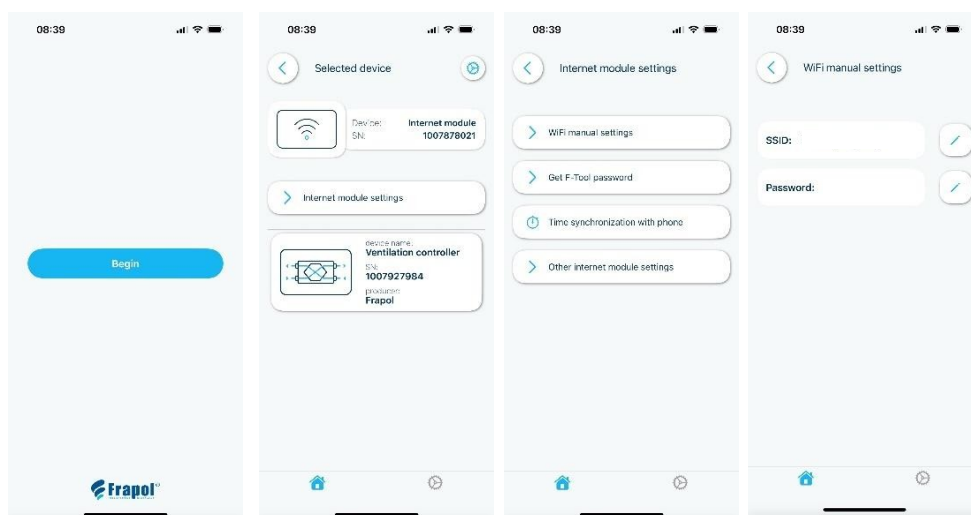 08:39
Begin
Frapol
08:39
Selected device
Device: Internet module
SN: 1007878021
Internet module settings
device name:
Ventilation controller
SN:
1007927984
producer:
Frapol
08:39
Internet module settings
WiFi manual settings
Get F-Tool password
Time synchronization with phone
Other internet module settings
08:39
WiFi manual settings
SSID:
Password: